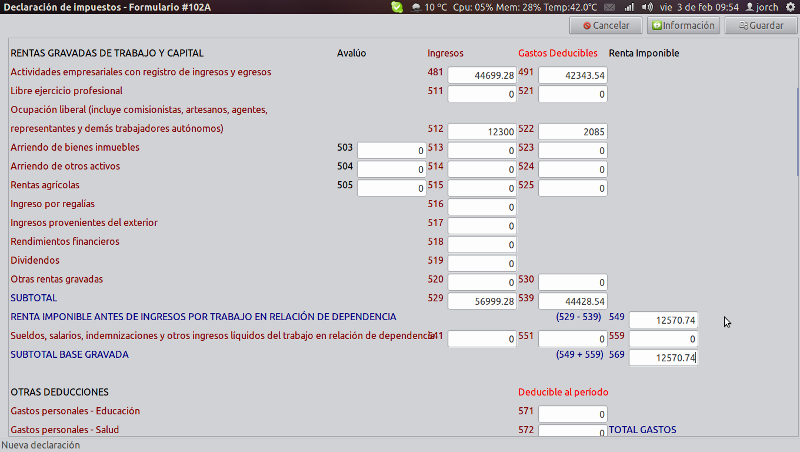 Declaración de impuestos - Formulario #102A 10 °C Cpu: 05% Mem: 28% Temp:42.0°C vie 3 de feb 09:54 jorch
Cancelar Información Guardar
RENTAS GRAVADAS DE TRABAJO Y CAPITAL Avalúo Ingresos Gastos Deducibles Renta Imponible
Actividades empresariales con registro de ingresos y egresos 481 44699.28 491 42343.54
Libre ejercicio profesional 511 0 521 0
Ocupación liberal (incluye comisionistas, artesanos, agentes,
representantes y demás trabajadores autónomos) 512 12300 522 2085
Arriendo de bienes inmuebles 503 0 513 0 523 0
Arriendo de otros activos 504 0 514 0 524 0
Rentas agrícolas 505 0 515 0 525 0
Ingreso por regalías 516 0
Ingresos provenientes del exterior 517 0
Rendimientos financieros 518 0
Dividendos 519 0
Otras rentas gravadas 520 0 530 0
SUBTOTAL 529 56999.28 539 44428.54
RENTA IMPONIBLE ANTES DE INGRESOS POR TRABAJO EN RELACIÓN DE DEPENDENCIA (529 - 539) 549 12570.74
Sueldos, salarios, indemnizaciones y otros ingresos líquidos del trabajo en relación de dependencia 541 0 551 0 559 0
SUBTOTAL BASE GRAVADA (549 + 559) 569 12570.74
OTRAS DEDUCCIONES Deducible al período
Gastos personales - Educación 571 0
Gastos personales - Salud 572 0 TOTAL GASTOS
Nueva declaración